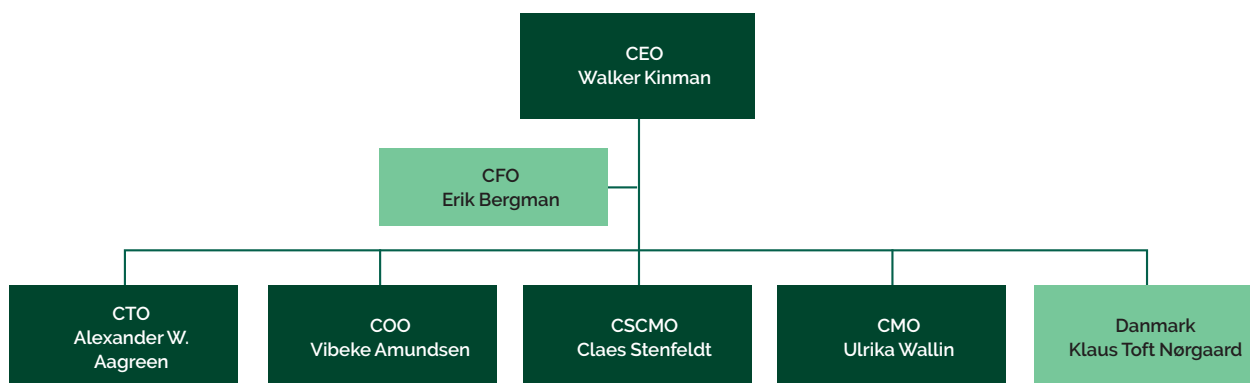 CEO
Walker Kinman
CFO
Erik Bergman
CTO
Alexander W.
Aagreen
COO
Vibeke Amundsen
CSCMO
Claes Stenfeldt
CMO
Ulrika Wallin
Danmark
Klaus Toft Nørgaard